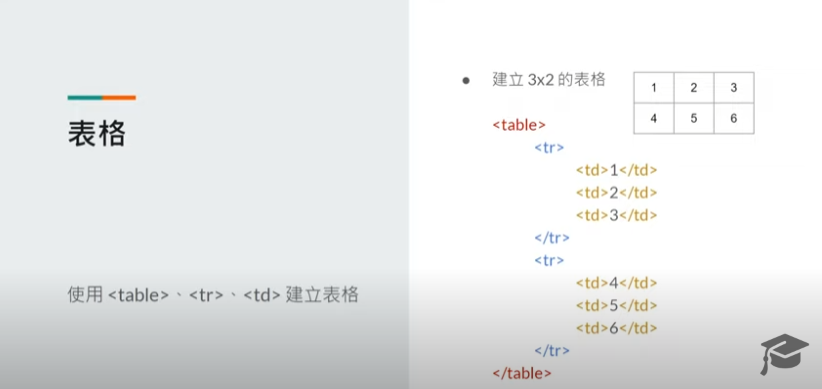 表格
使用 <table>、<tr>、<td> 建立表格
● 建立 3x2 的表格
1 2 3
4 5 6
<table>
<tr>
<td>1</td>
<td>2</td>
<td>3</td>
</tr>
<tr>
<td>4</td>
<td>5</td>
<td>6</td>
</tr>
</table>